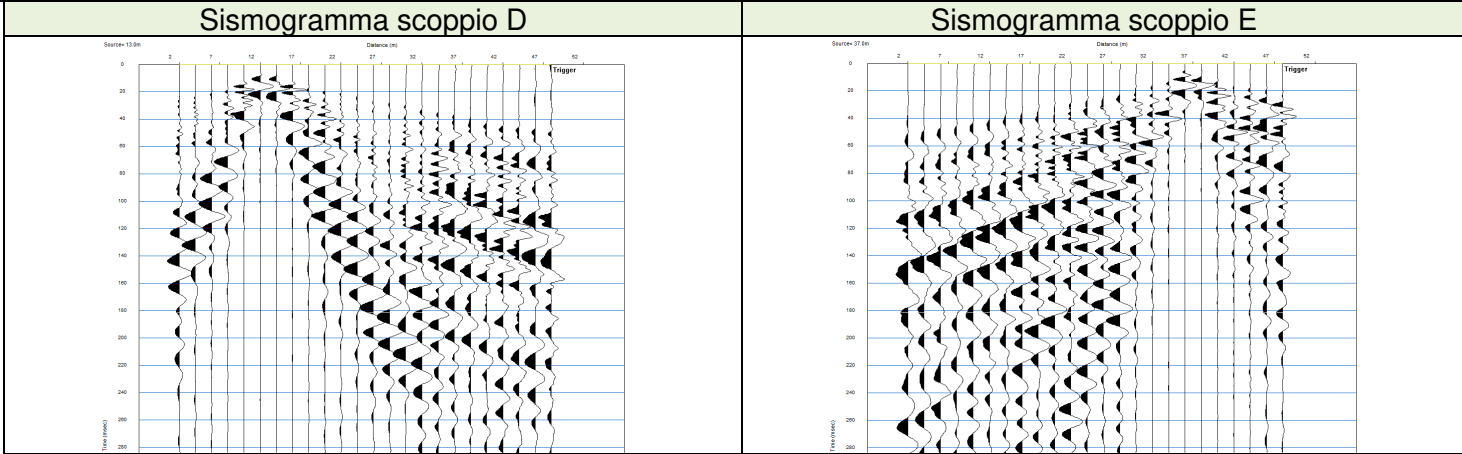 Sismogramma scoppio D
Source= 13.0m
Distance (m)
2 7 12 17 22 27 32 37 42 47 52
Trigger
0
20
40
60
80
100
120
140
160
180
200
220
240
260
280
Time (msec)
Sismogramma scoppio E
Source= 37.0m
Distance (m)
2 7 12 17 22 27 32 37 42 47 52
Trigger
0
20
40
60
80
100
120
140
160
180
200
220
240
260
280
Time (msec)